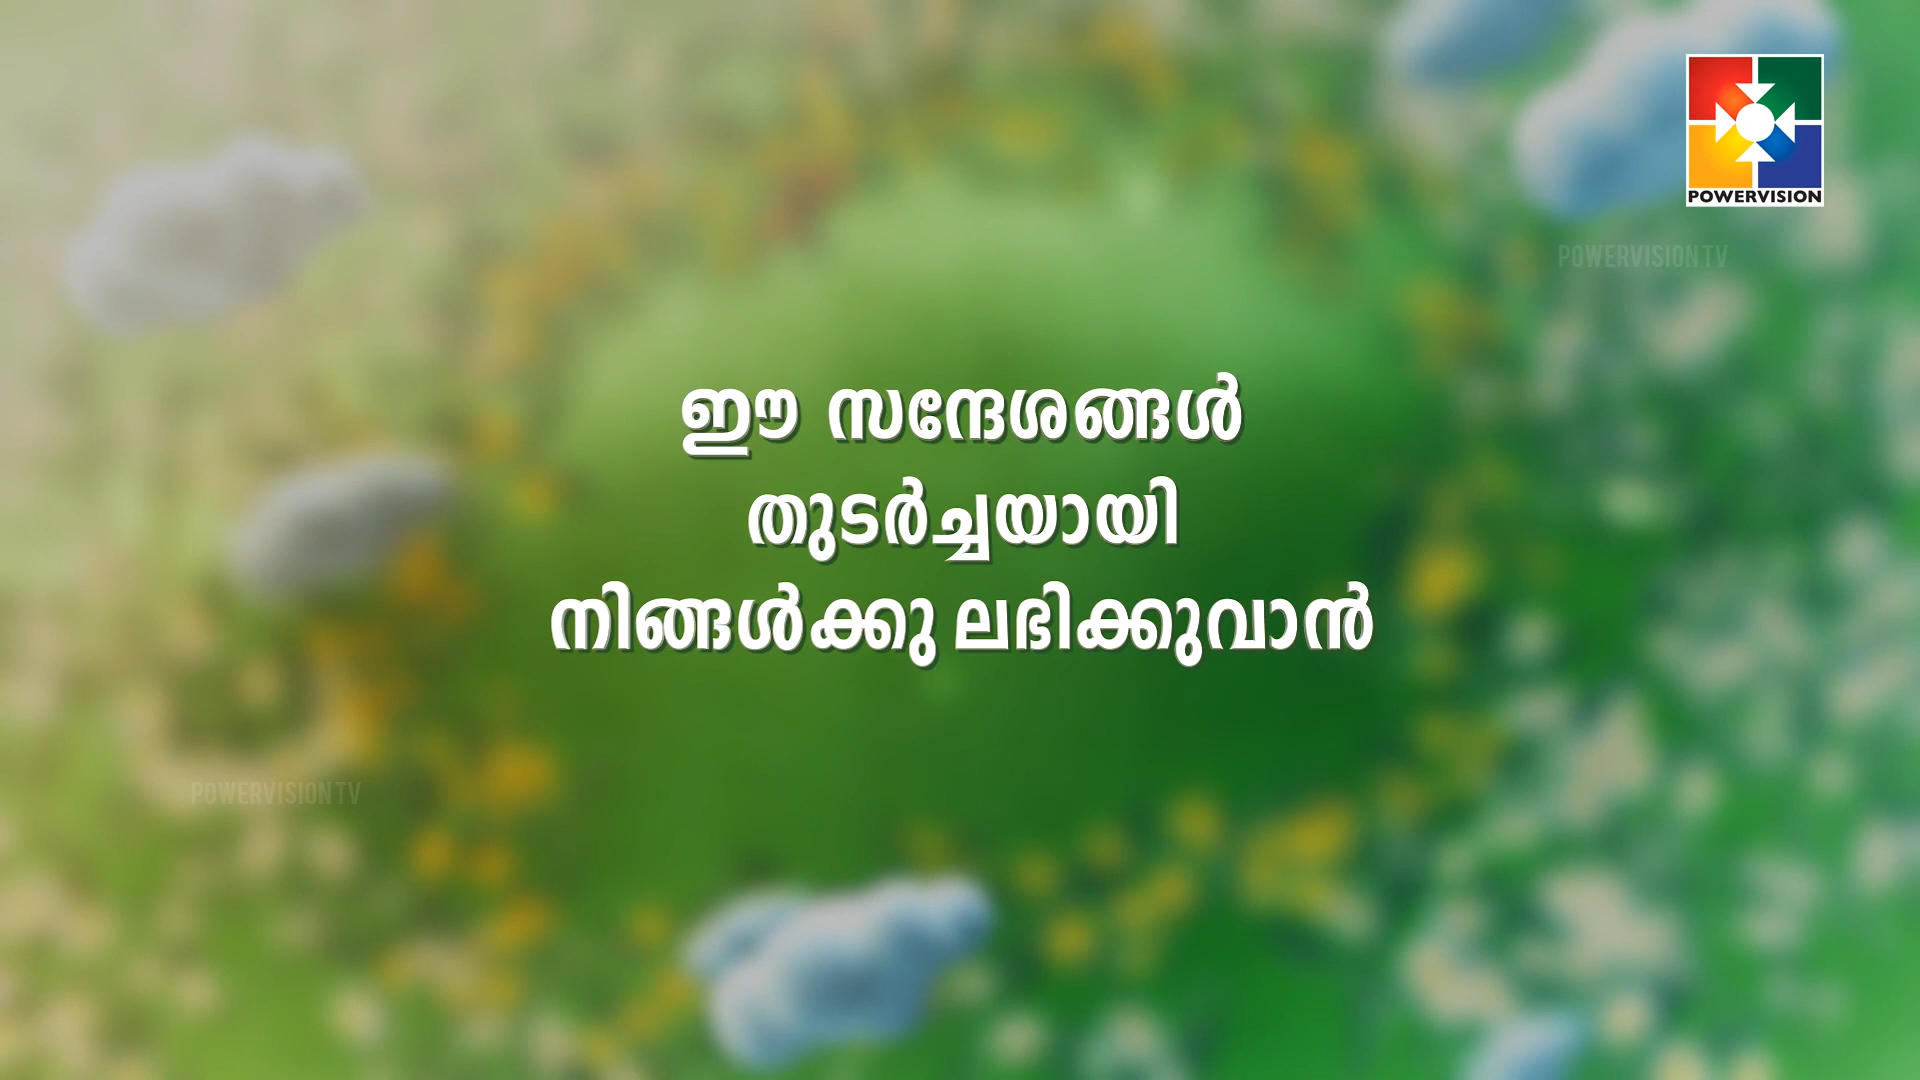 POWERVISION
POWERVISION TV
ഈ സന്ദേശങ്ങൾ
തുടർച്ചയായി
നിങ്ങൾക്കു ലഭിക്കുവാൻ
POWERVISION TV